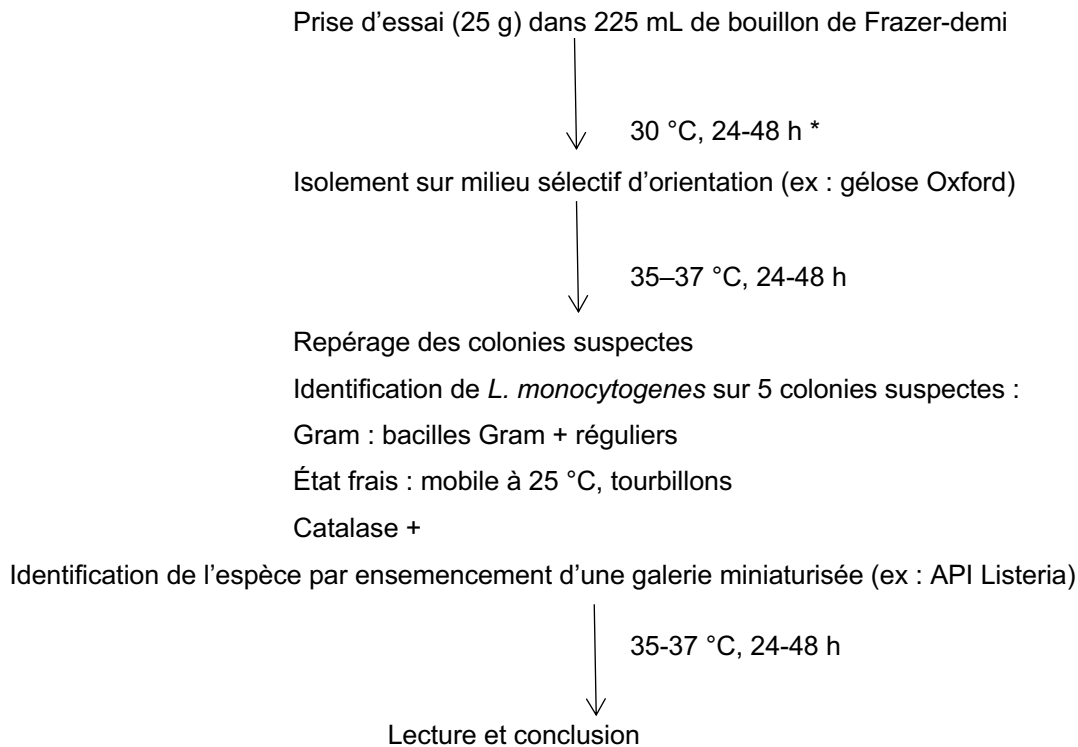 Prise d’essai (25 g) dans 225 mL de bouillon de Frazer-demi
30 °C, 24-48 h *
Isolement sur milieu sélectif d’orientation (ex : gélose Oxford)
35–37 °C, 24-48 h
Repérage des colonies suspectes
Identification de L. monocytogenes sur 5 colonies suspectes :
Gram : bacilles Gram + réguliers
État frais : mobile à 25 °C, tourbillons
Catalase +
Identification de l’espèce par ensemencement d’une galerie miniaturisée (ex : API Listeria)
35-37 °C, 24-48 h
Lecture et conclusion